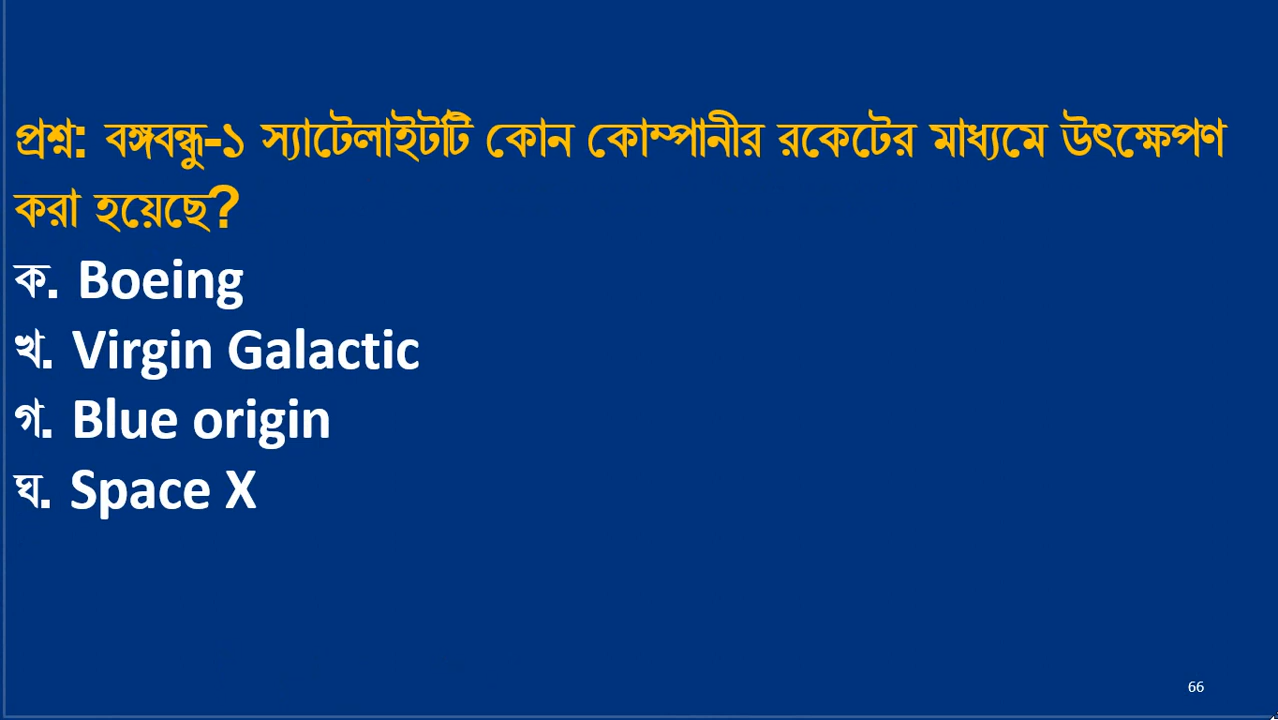 প্রশ্ন: বঙ্গবন্ধু-১ স্যাটেলাইটটি কোন কোম্পানীর রকেটের মাধ্যমে উৎক্ষেপণ
করা হয়েছে?
ক. Boeing
খ. Virgin Galactic
গ. Blue origin
ঘ. Space X
66